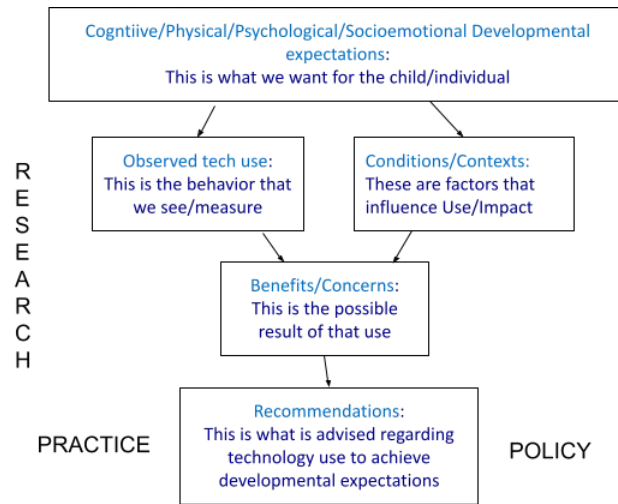 Cogntiive/Physical/Psychological/Socioemotional Developmental
expectations:
This is what we want for the child/individual
Observed tech use:
This is the behavior that
we see/measure
Conditions/Contexts:
These are factors that
influence Use/Impact
R
E
S
E
A
R
C
H
Benefits/Concerns:
This is the possible
result of that use
Recommendations:
This is what is advised regarding
technology use to achieve
developmental expectations
PRACTICE
POLICY